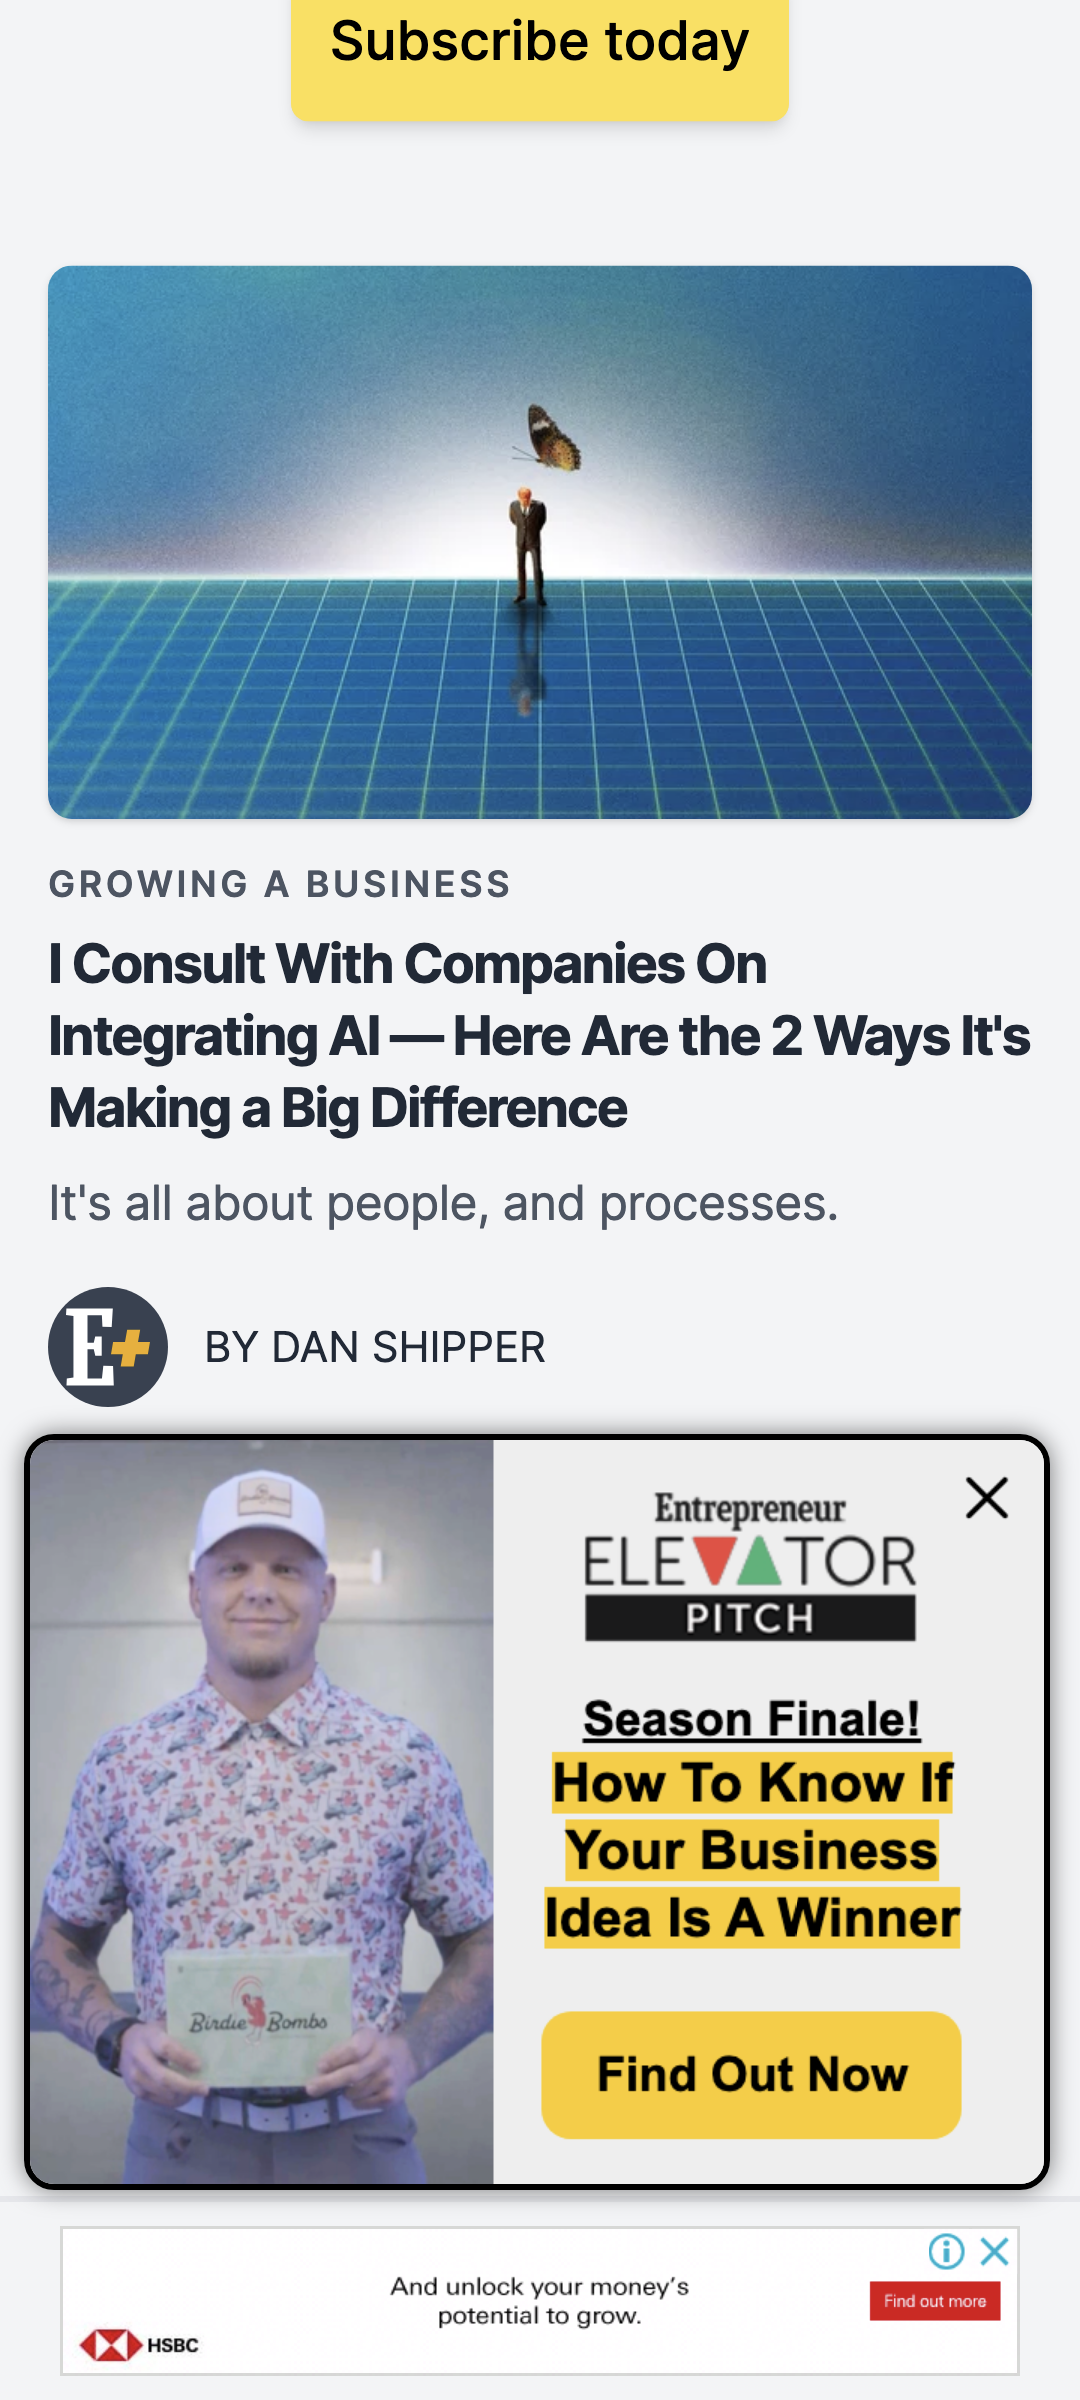 Subscribe today
GROWING A BUSINESS
I Consult With Companies On
Integrating AI — Here Are the 2 Ways It's
Making a Big Difference
It's all about people, and processes.
E+
BY DAN SHIPPER
Entrepreneur
ELEVATOR
PITCH
Season Finale!
How To Know If
Your Business
Idea Is A Winner
Find Out Now
Birdie Bombs
And unlock your money's
potential to grow.
Find out more
HSBC